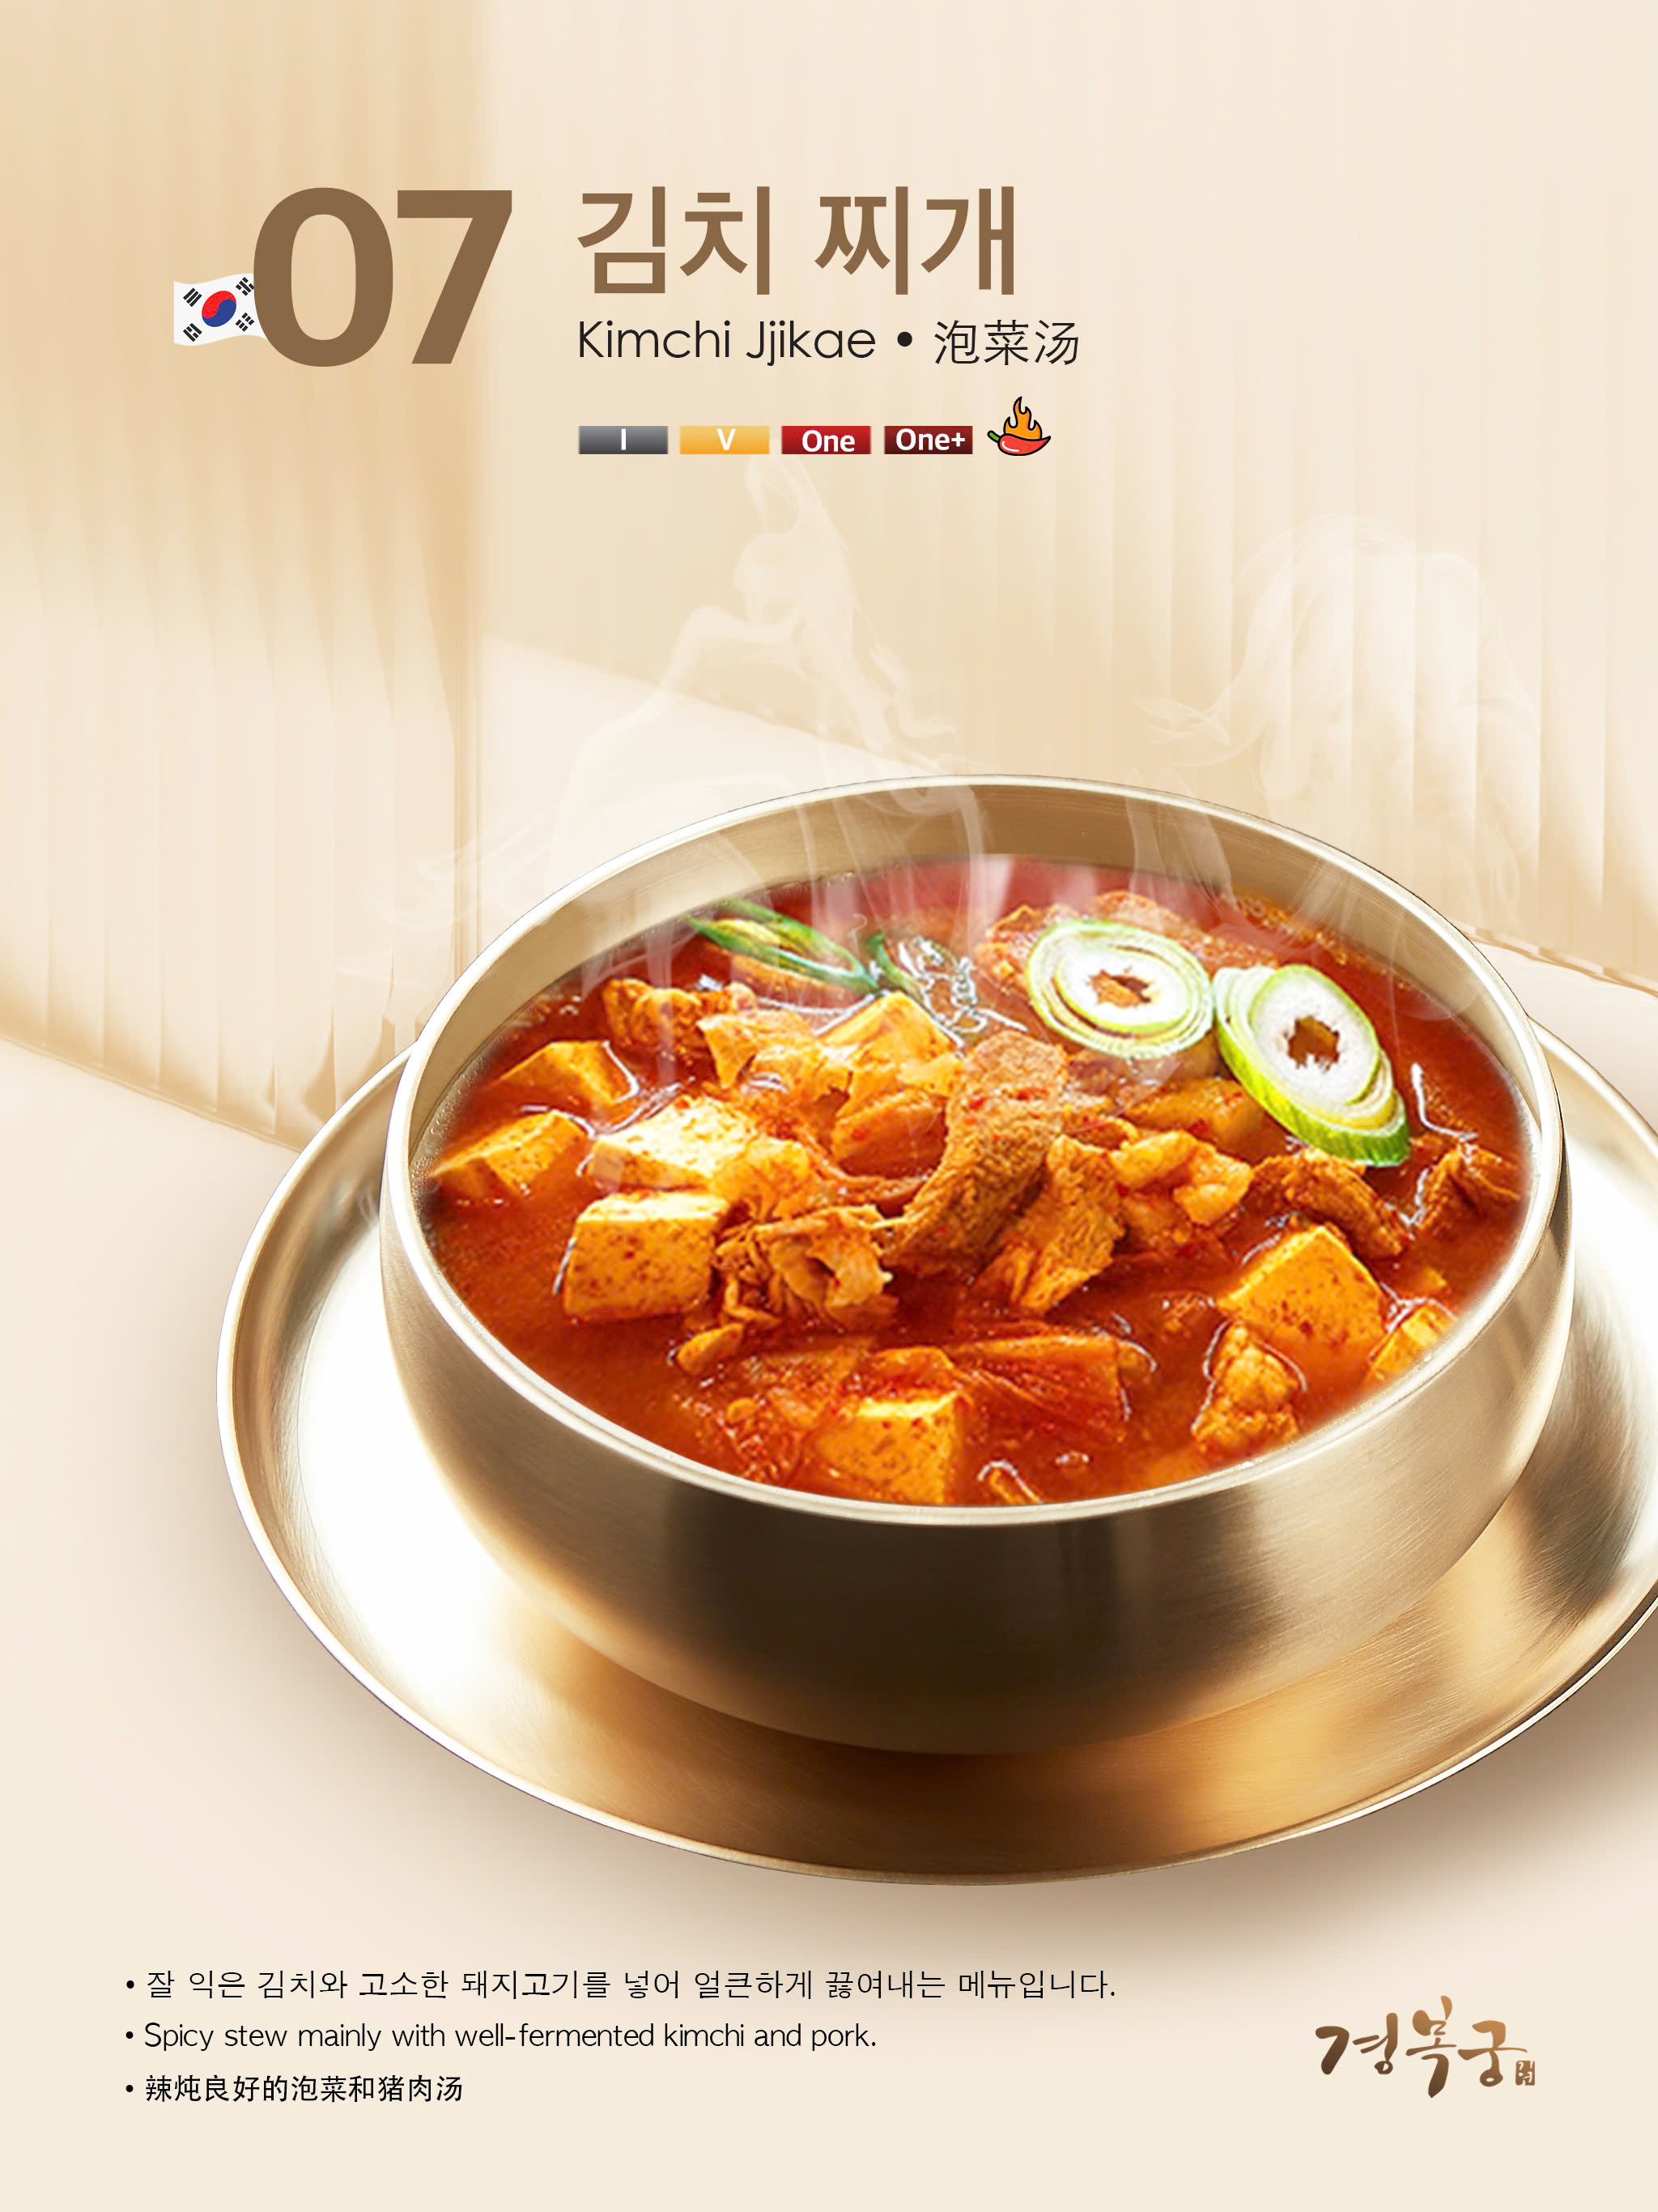 07
김치 찌개
Kimchi Jjikae • 泡菜汤
I V One One+
• 잘 익은 김치와 고소한 돼지고기를 넣어 얼큰하게 끓여내는 메뉴입니다.
• Spicy stew mainly with well-fermented kimchi and pork.
• 辣炖良好的泡菜和猪肉汤
경복궁